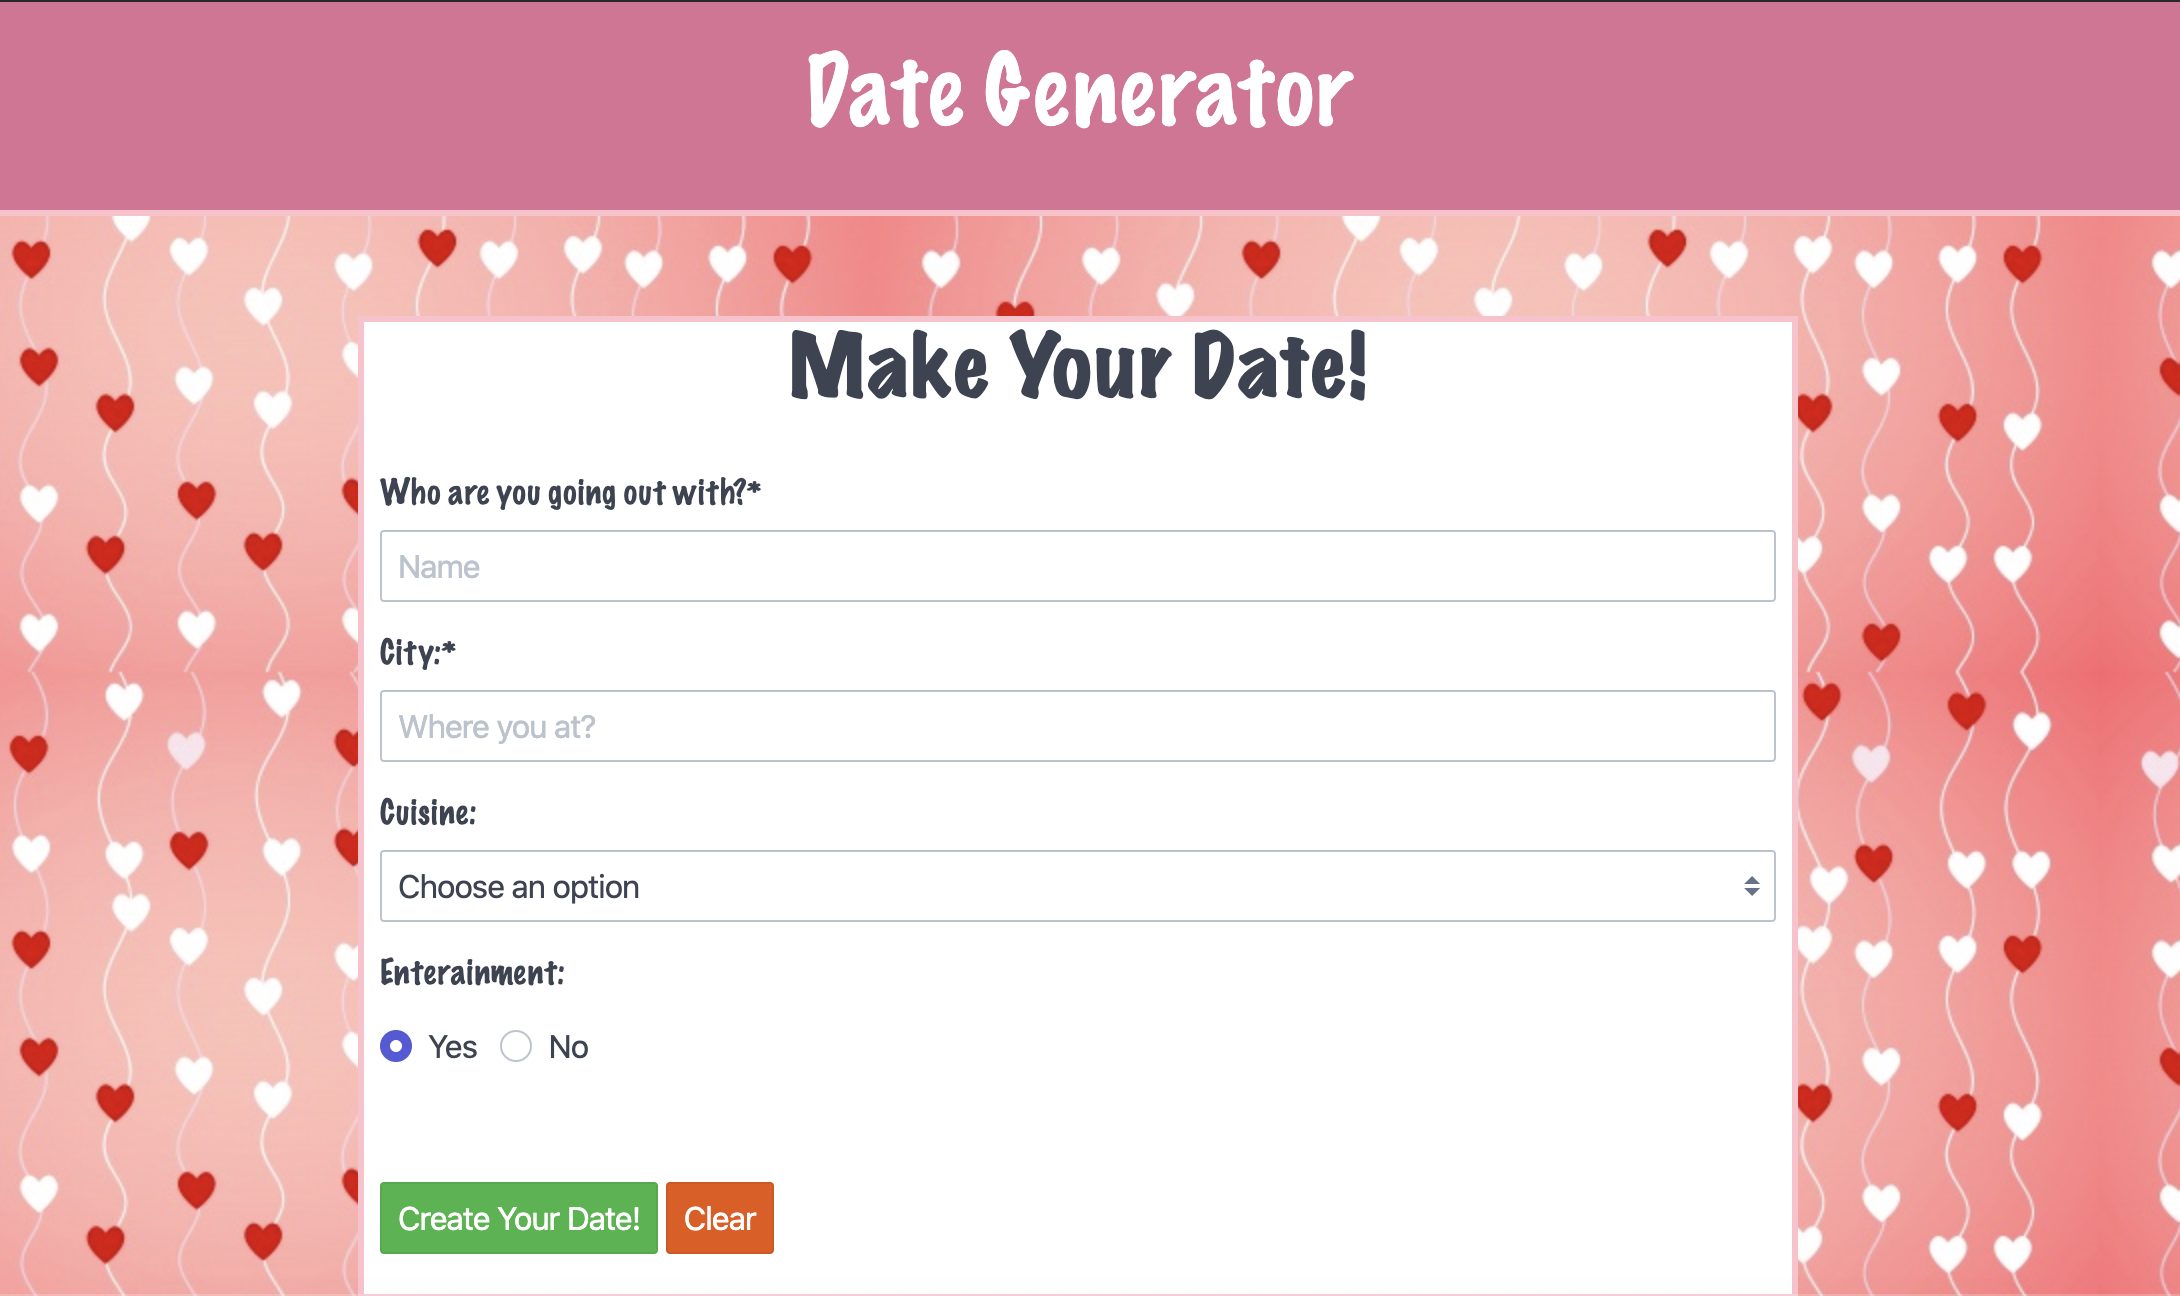 Date Generator
Make Your Date!
Who are you going out with?*
Name
City:*
Where you at?
Cuisine:
Choose an option
Enterainment:
Yes No
Create Your Date! Clear